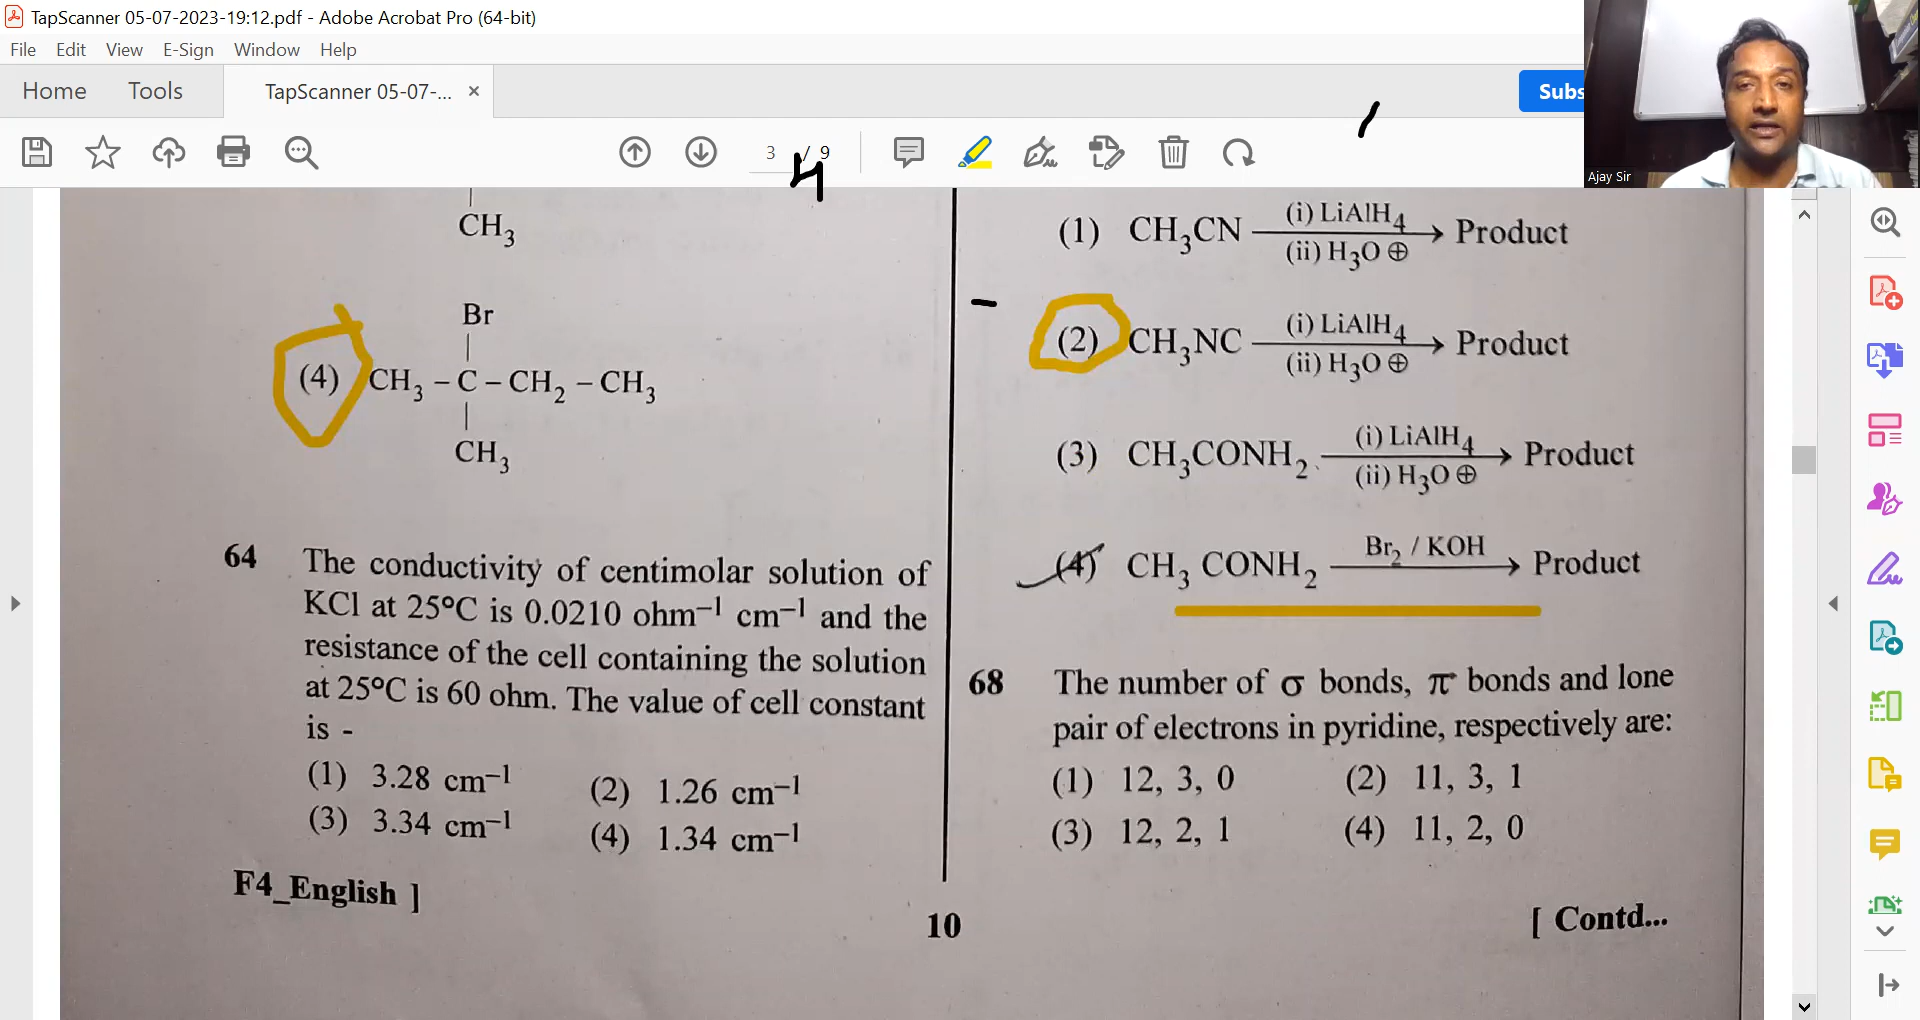 TapScanner 05-07-2023-19:12.pdf - Adobe Acrobat Pro (64-bit)
File Edit View E-Sign Window Help
Home Tools TapScanner 05-07-... ×
Subs
3 / 9
4
Ajay Sir
CH₃
Br
(4) CH₃ – C – CH₂ – CH₃
CH₃
64 The conductivity of centimolar solution of
KCl at 25°C is 0.0210 ohm⁻¹ cm⁻¹ and the
resistance of the cell containing the solution
at 25°C is 60 ohm. The value of cell constant
is -
(1) 3.28 cm⁻¹ (2) 1.26 cm⁻¹
(3) 3.34 cm⁻¹ (4) 1.34 cm⁻¹
F4_English ]
10
(1) CH₃CN (i) LiAlH₄ (ii) H₃O⊕ → Product
(2) CH₃NC (i) LiAlH₄ (ii) H₃O⊕ → Product
(3) CH₃CONH₂ (i) LiAlH₄ (ii) H₃O⊕ → Product
(4) CH₃ CONH₂ Br₂ / KOH → Product
68 The number of σ bonds, π bonds and lone
pair of electrons in pyridine, respectively are:
(1) 12, 3, 0 (2) 11, 3, 1
(3) 12, 2, 1 (4) 11, 2, 0
[ Contd...